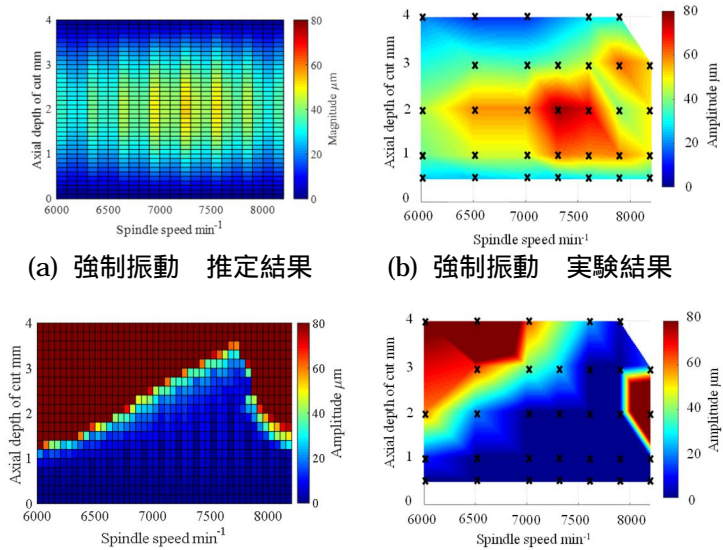 4
3
2
1
0
Axial depth of cut mm
6000 6500 7000 7500 8000
Spindle speed min-1
80
60
40
20
0
Magnitude μm
4
3
2
1
0
Axial depth of cut mm
6000 6500 7000 7500 8000
Spindle speed min-1
80
60
40
20
0
Amplitude μm
(a) 強制振動 推定結果
(b) 強制振動 実験結果
4
3
2
1
0
Axial depth of cut mm
6000 6500 7000 7500 8000
Spindle speed min-1
80
60
40
20
0
Amplitude μm
4
3
2
1
0
Axial depth of cut mm
6000 6500 7000 7500 8000
Spindle speed min-1
80
60
40
20
0
Amplitude μm